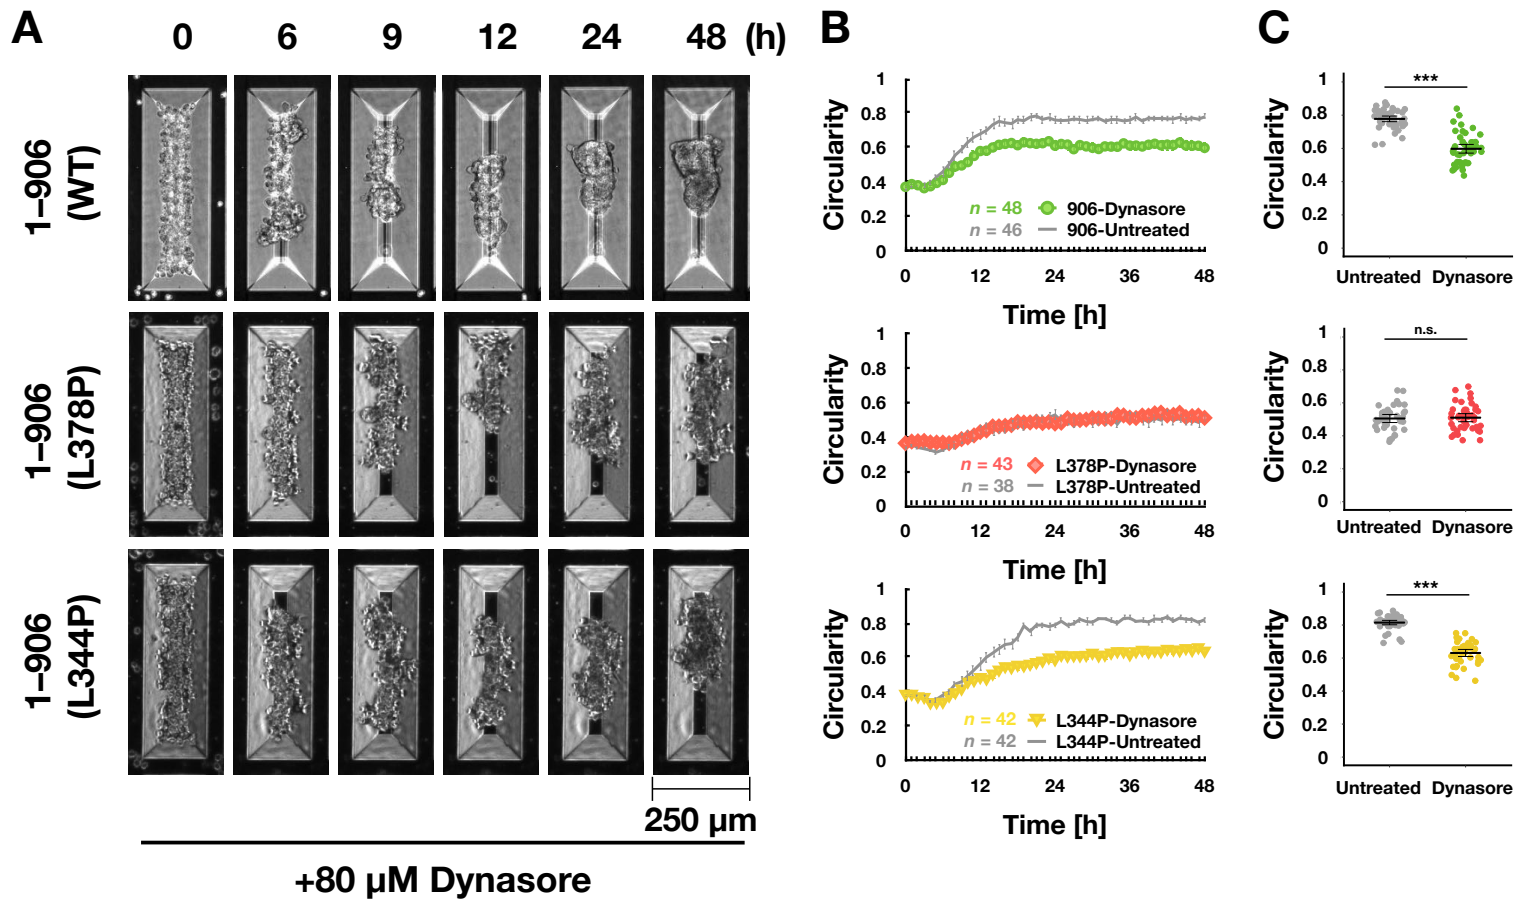 A
0 6 9 12 24 48 (h)
1–906
(WT)
1–906
(L378P)
1–906
(L344P)
250 µm
+80 µM Dynasore
B
Circularity
1
0.8
0.6
0.4
0.2
0
n = 48 906-Dynasore
n = 46 906-Untreated
0 12 24 36 48
Time [h]
Circularity
1
0.8
0.6
0.4
0.2
0
n = 43 L378P-Dynasore
n = 38 L378P-Untreated
0 12 24 36 48
Time [h]
Circularity
1
0.8
0.6
0.4
0.2
0
n = 42 L344P-Dynasore
n = 42 L344P-Untreated
0 12 24 36 48
Time [h]
C
Circularity
1
0.8
0.6
0.4
0.2
0
***
Untreated Dynasore
Circularity
1
0.8
0.6
0.4
0.2
0
n.s.
Untreated Dynasore
Circularity
1
0.8
0.6
0.4
0.2
0
***
Untreated Dynasore